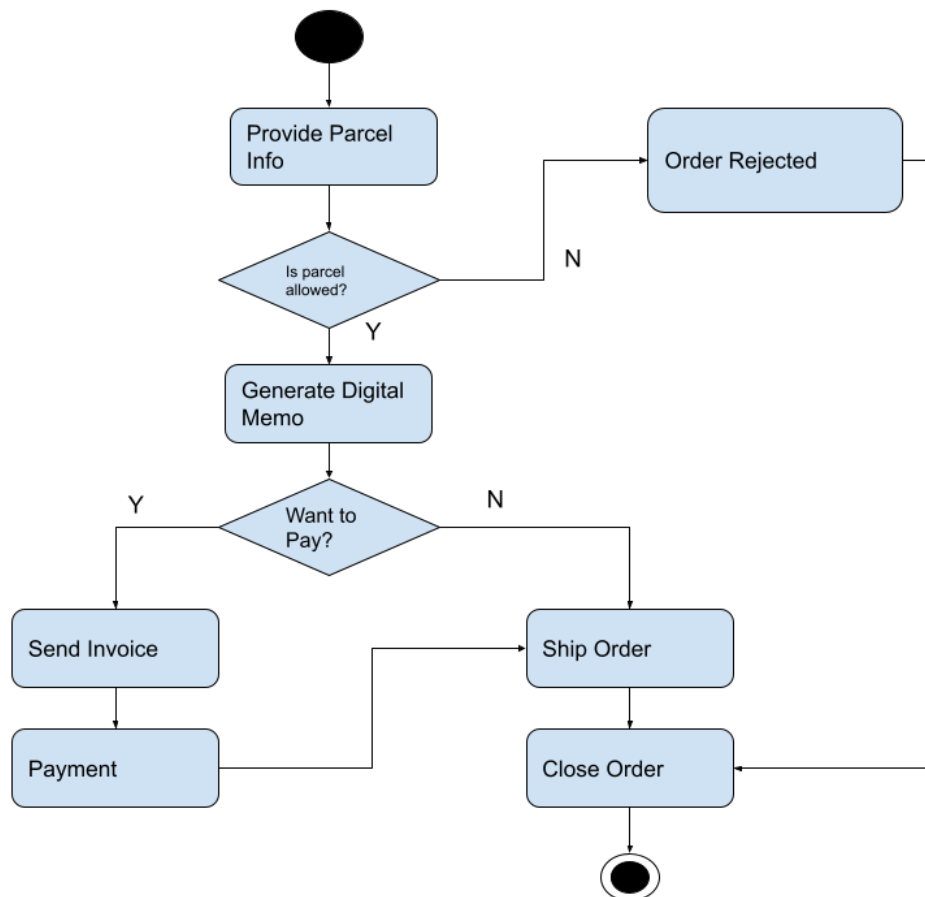 Provide Parcel
Info
Order Rejected
Is parcel
allowed?
N
Y
Generate Digital
Memo
Y
Want to
Pay?
N
Send Invoice
Ship Order
Payment
Close Order